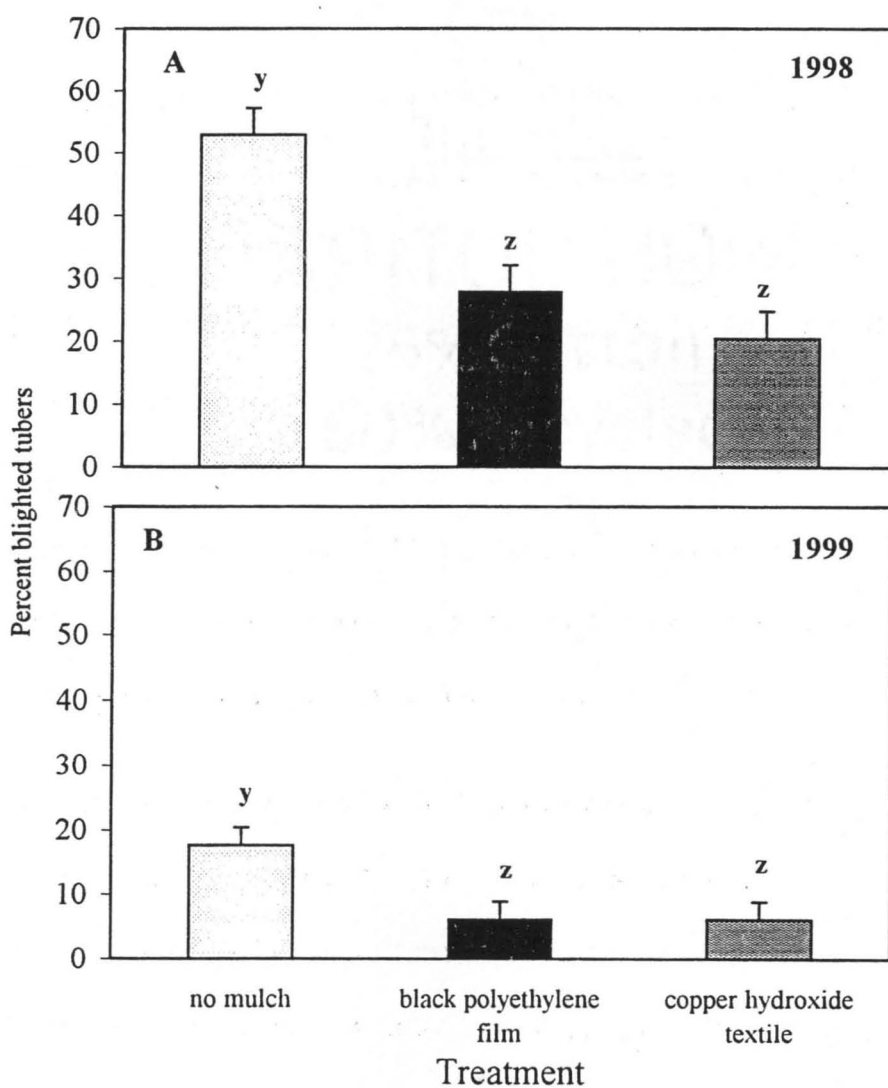 70
A
1998
60
y
50
40
30
z
z
20
10
0
Percent blighted tubers
70
B
1999
60
50
40
30
20
y
10
z
z
0
no mulch
black polyethylene
film
copper hydroxide
textile
Treatment